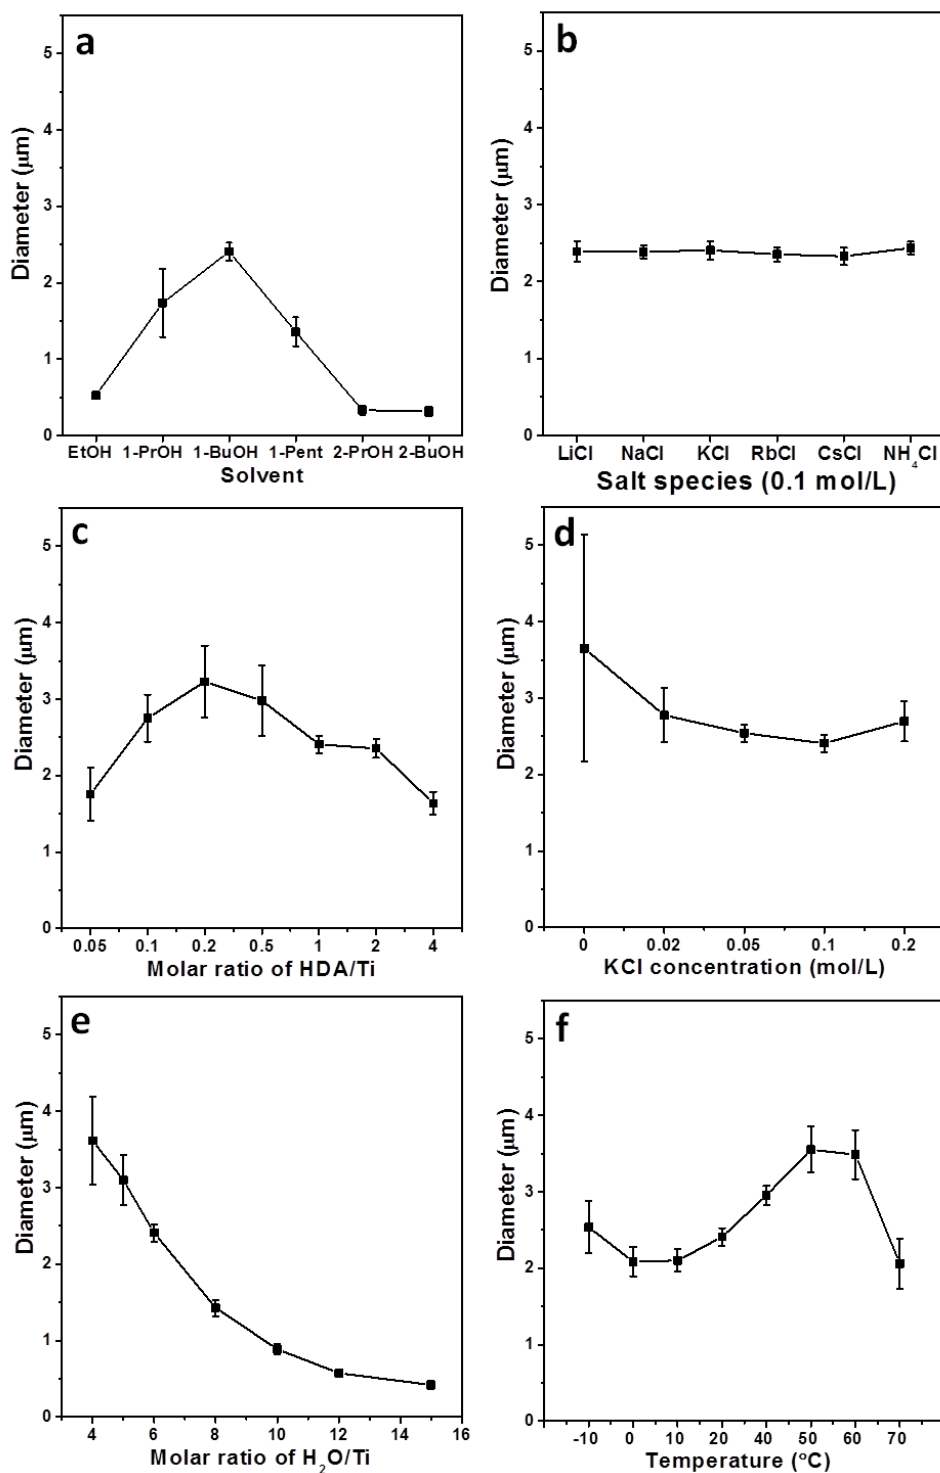 a
5
4
3
2
1
0
Diameter (μm)
EtOH 1-PrOH 1-BuOH 1-Pent 2-PrOH 2-BuOH
Solvent
b
5
4
3
2
1
0
Diameter (μm)
LiCl NaCl KCl RbCl CsCl NH₄Cl
Salt species (0.1 mol/L)
c
5
4
3
2
1
0
Diameter (μm)
0.05 0.1 0.2 0.5 1 2 4
Molar ratio of HDA/Ti
d
5
4
3
2
1
0
Diameter (μm)
0 0.02 0.05 0.1 0.2
KCl concentration (mol/L)
e
5
4
3
2
1
0
Diameter (μm)
4 6 8 10 12 14 16
Molar ratio of H₂O/Ti
f
5
4
3
2
1
0
Diameter (μm)
-10 0 10 20 40 50 60 70
Temperature (°C)